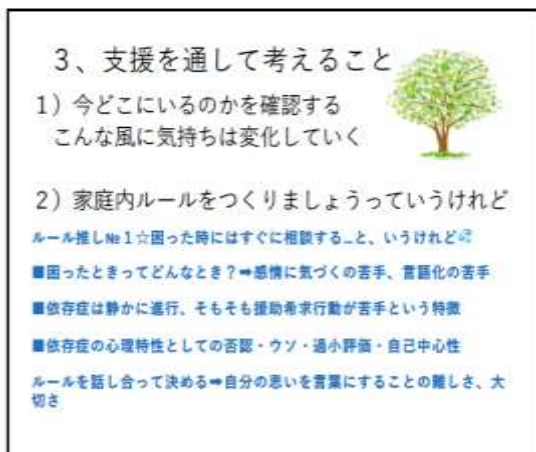 ３、支援を通して考えること
１）今どこにいるのかを確認する
こんな風に気持ちは変化していく
２）家庭内ルールをつくりましょうっていうけれど
ルール推し№１☆困った時にはすぐに相談する…と、いうけれど💦
■困ったときってどんなとき？➡感情に気づくの苦手、言語化の苦手
■依存症は静かに進行、そもそも援助希求行動が苦手という特徴
■依存症の心理特性としての否認・ウソ・過小評価・自己中心性
ルールを話し合って決める➡自分の思いを言葉にすることの難しさ、大
切さ